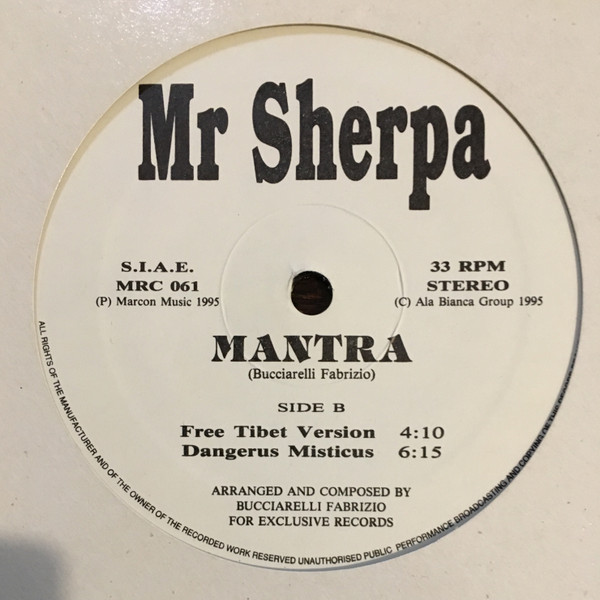 Mr Sherpa
S.I.A.E.
MRC 061
(P) Marcon Music 1995
33 RPM
STEREO
(C) Ala Bianca Group 1995
MANTRA
(Bucciarelli Fabrizio)
SIDE B
Free Tibet Version 4:10
Dangerus Misticus 6:15
ARRANGED AND COMPOSED BY
BUCCIARELLI FABRIZIO
FOR EXCLUSIVE RECORDS
ALL RIGHTS OF THE MANUFACTURER AND OF THE OWNER OF THE RECORDED WORK RESERVED UNAUTHORISED PUBLIC PERFORMANCE BROADCASTING AND COPYING OF